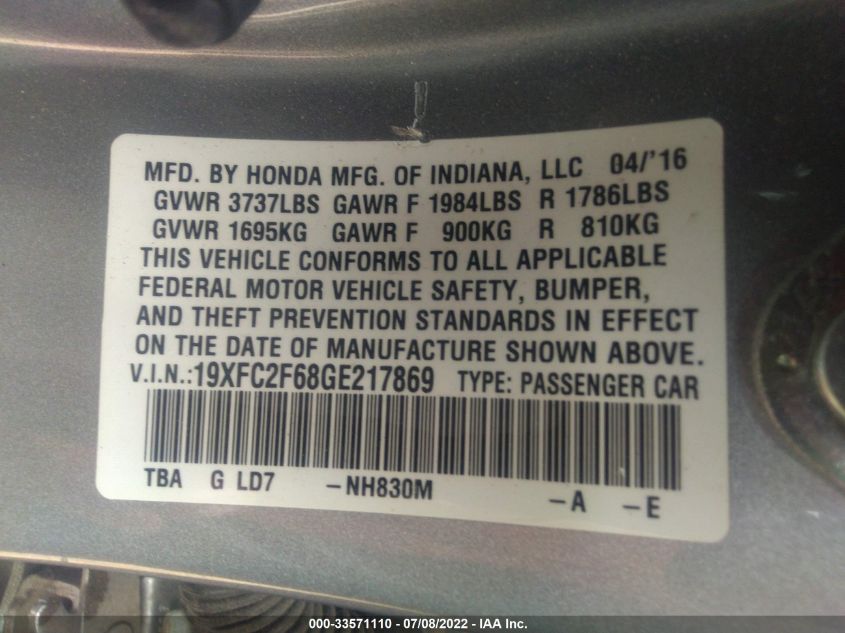 MFD. BY HONDA MFG. OF INDIANA, LLC 04/'16
GVWR 3737LBS GAWR F 1984LBS R 1786LBS
GVWR 1695KG GAWR F 900KG R 810KG
THIS VEHICLE CONFORMS TO ALL APPLICABLE
FEDERAL MOTOR VEHICLE SAFETY, BUMPER,
AND THEFT PREVENTION STANDARDS IN EFFECT
ON THE DATE OF MANUFACTURE SHOWN ABOVE.
V.I.N.:19XFC2F68GE217869 TYPE: PASSENGER CAR
TBA G LD7 -NH830M -A -E
000-33571110 - 07/08/2022 - IAA Inc.